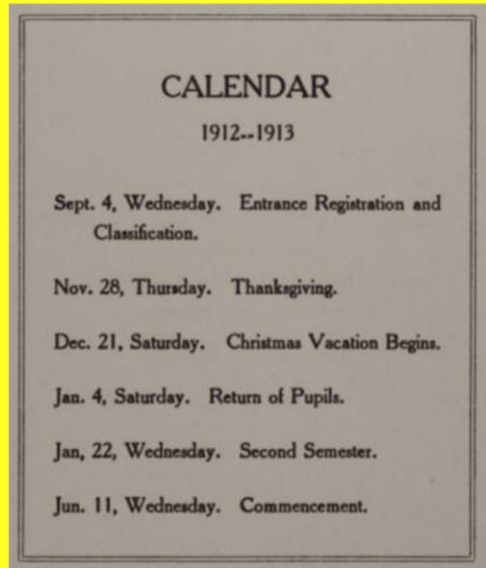 CALENDAR
1912--1913
Sept. 4, Wednesday. Entrance Registration and
Classification.
Nov. 28, Thursday. Thanksgiving.
Dec. 21, Saturday. Christmas Vacation Begins.
Jan. 4, Saturday. Return of Pupils.
Jan, 22, Wednesday. Second Semester.
Jun. 11, Wednesday. Commencement.